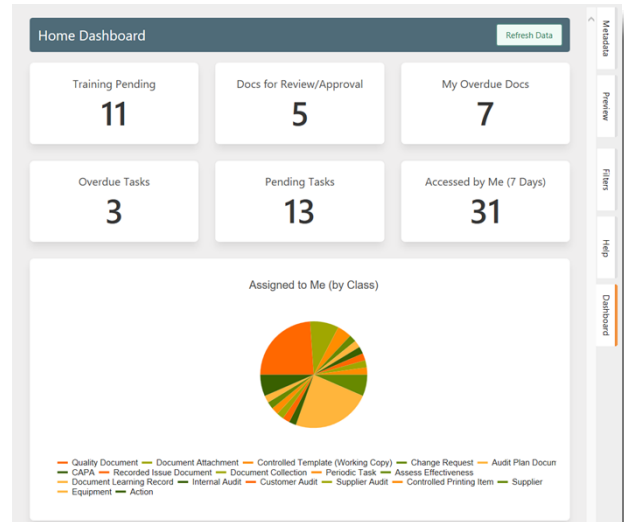 Home Dashboard
Refresh Data
Training Pending
11
Docs for Review/Approval
5
My Overdue Docs
7
Overdue Tasks
3
Pending Tasks
13
Accessed by Me (7 Days)
31
Assigned to Me (by Class)
Quality Document Document Attachment Controlled Template (Working Copy) Change Request Audit Plan Docum
CAPA Recorded Issue Document Document Collection Periodic Task Assess Effectiveness
Document Learning Record Internal Audit Customer Audit Supplier Audit Controlled Printing Item Supplier
Equipment Action
Metadata
Preview
Filters
Help
Dashboard